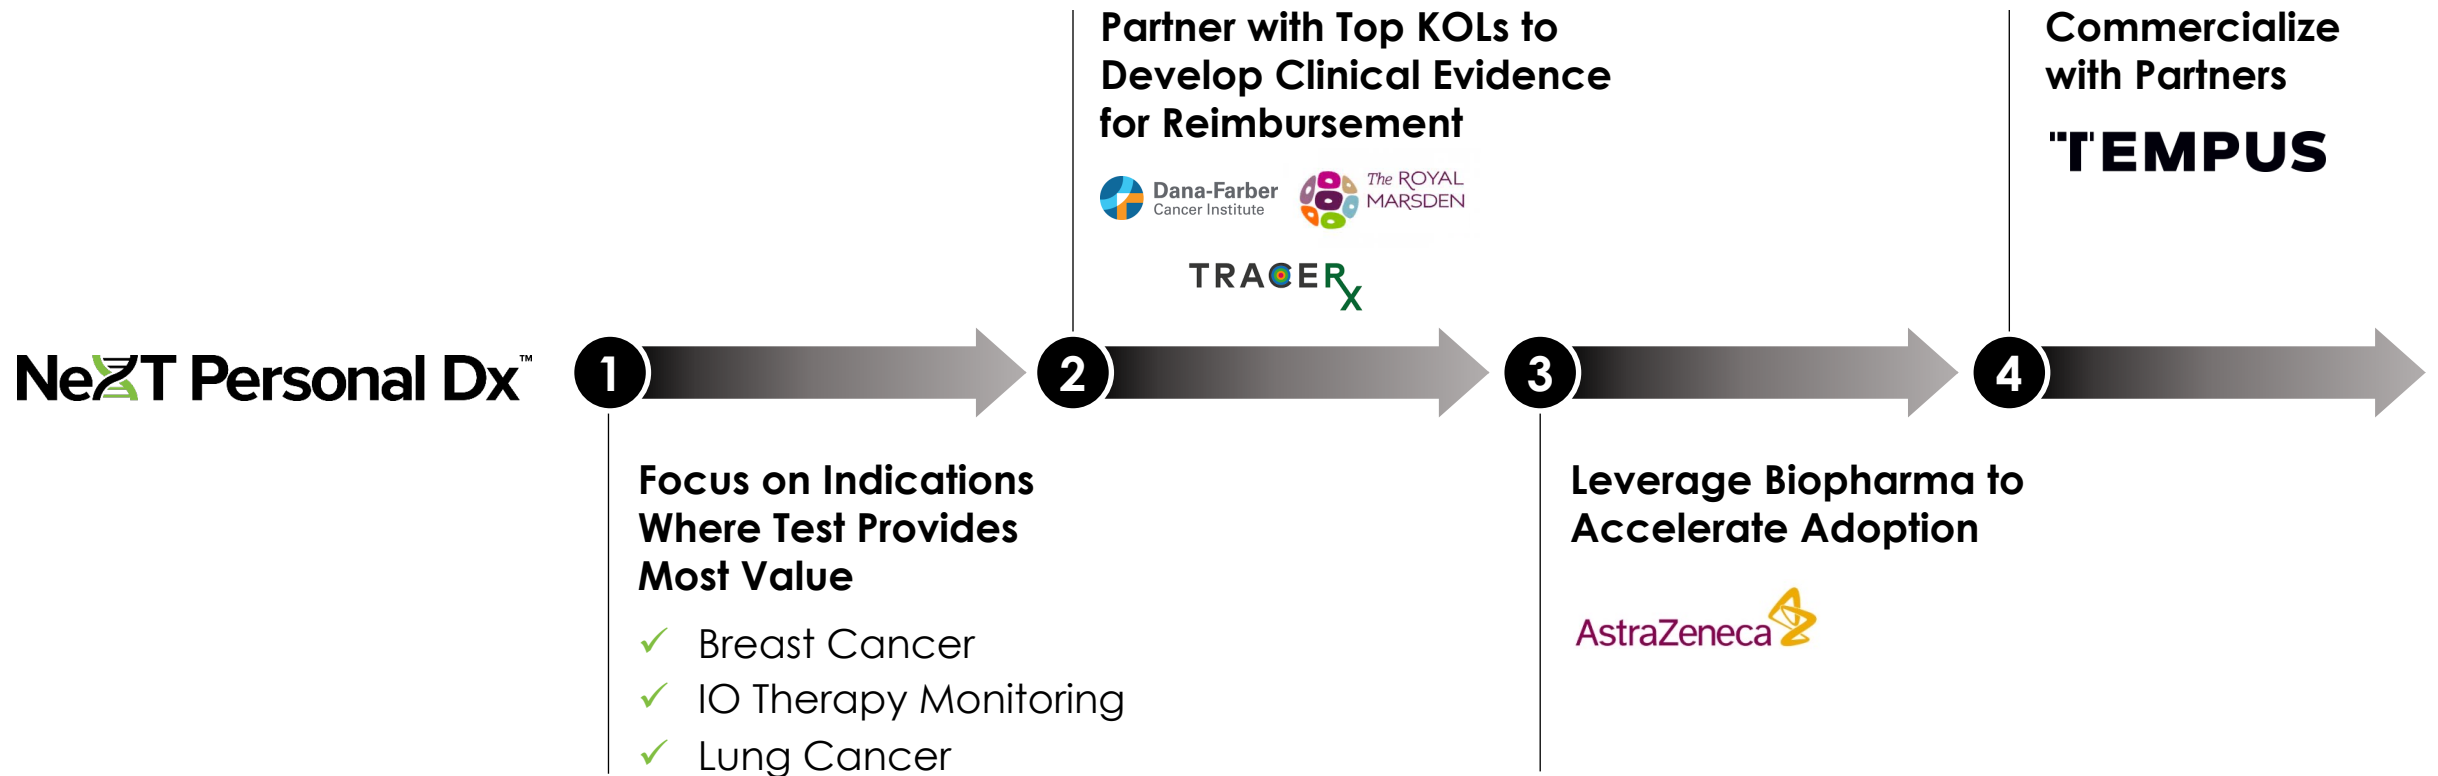 NeXT Personal Dx™
1
Focus on Indications
Where Test Provides
Most Value
✓ Breast Cancer
✓ IO Therapy Monitoring
✓ Lung Cancer
2
Partner with Top KOLs to
Develop Clinical Evidence
for Reimbursement
Dana-Farber
Cancer Institute
The ROYAL
MARSDEN
TRACERx
3
Leverage Biopharma to
Accelerate Adoption
AstraZeneca
4
Commercialize
with Partners
TEMPUS